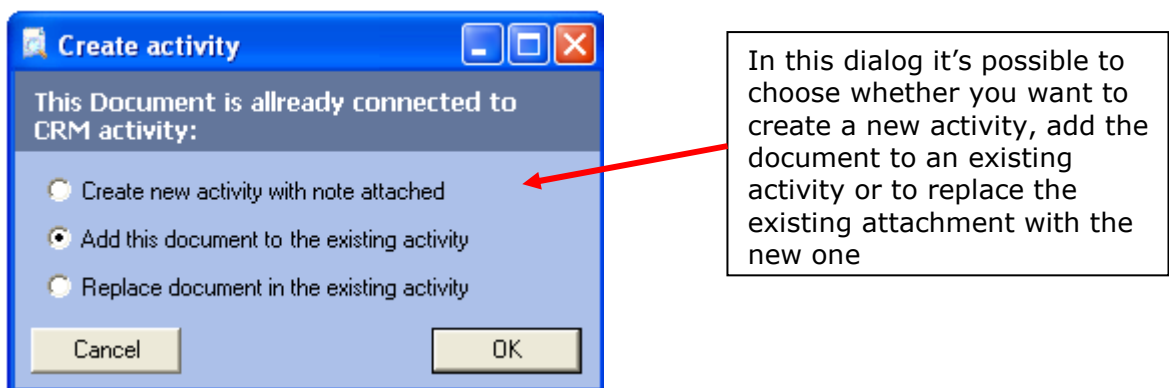 Create activity
This Document is allready connected to
CRM activity:
Create new activity with note attached
Add this document to the existing activity
Replace document in the existing activity
Cancel
OK
In this dialog it’s possible to
choose whether you want to
create a new activity, add the
document to an existing
activity or to replace the
existing attachment with the
new one